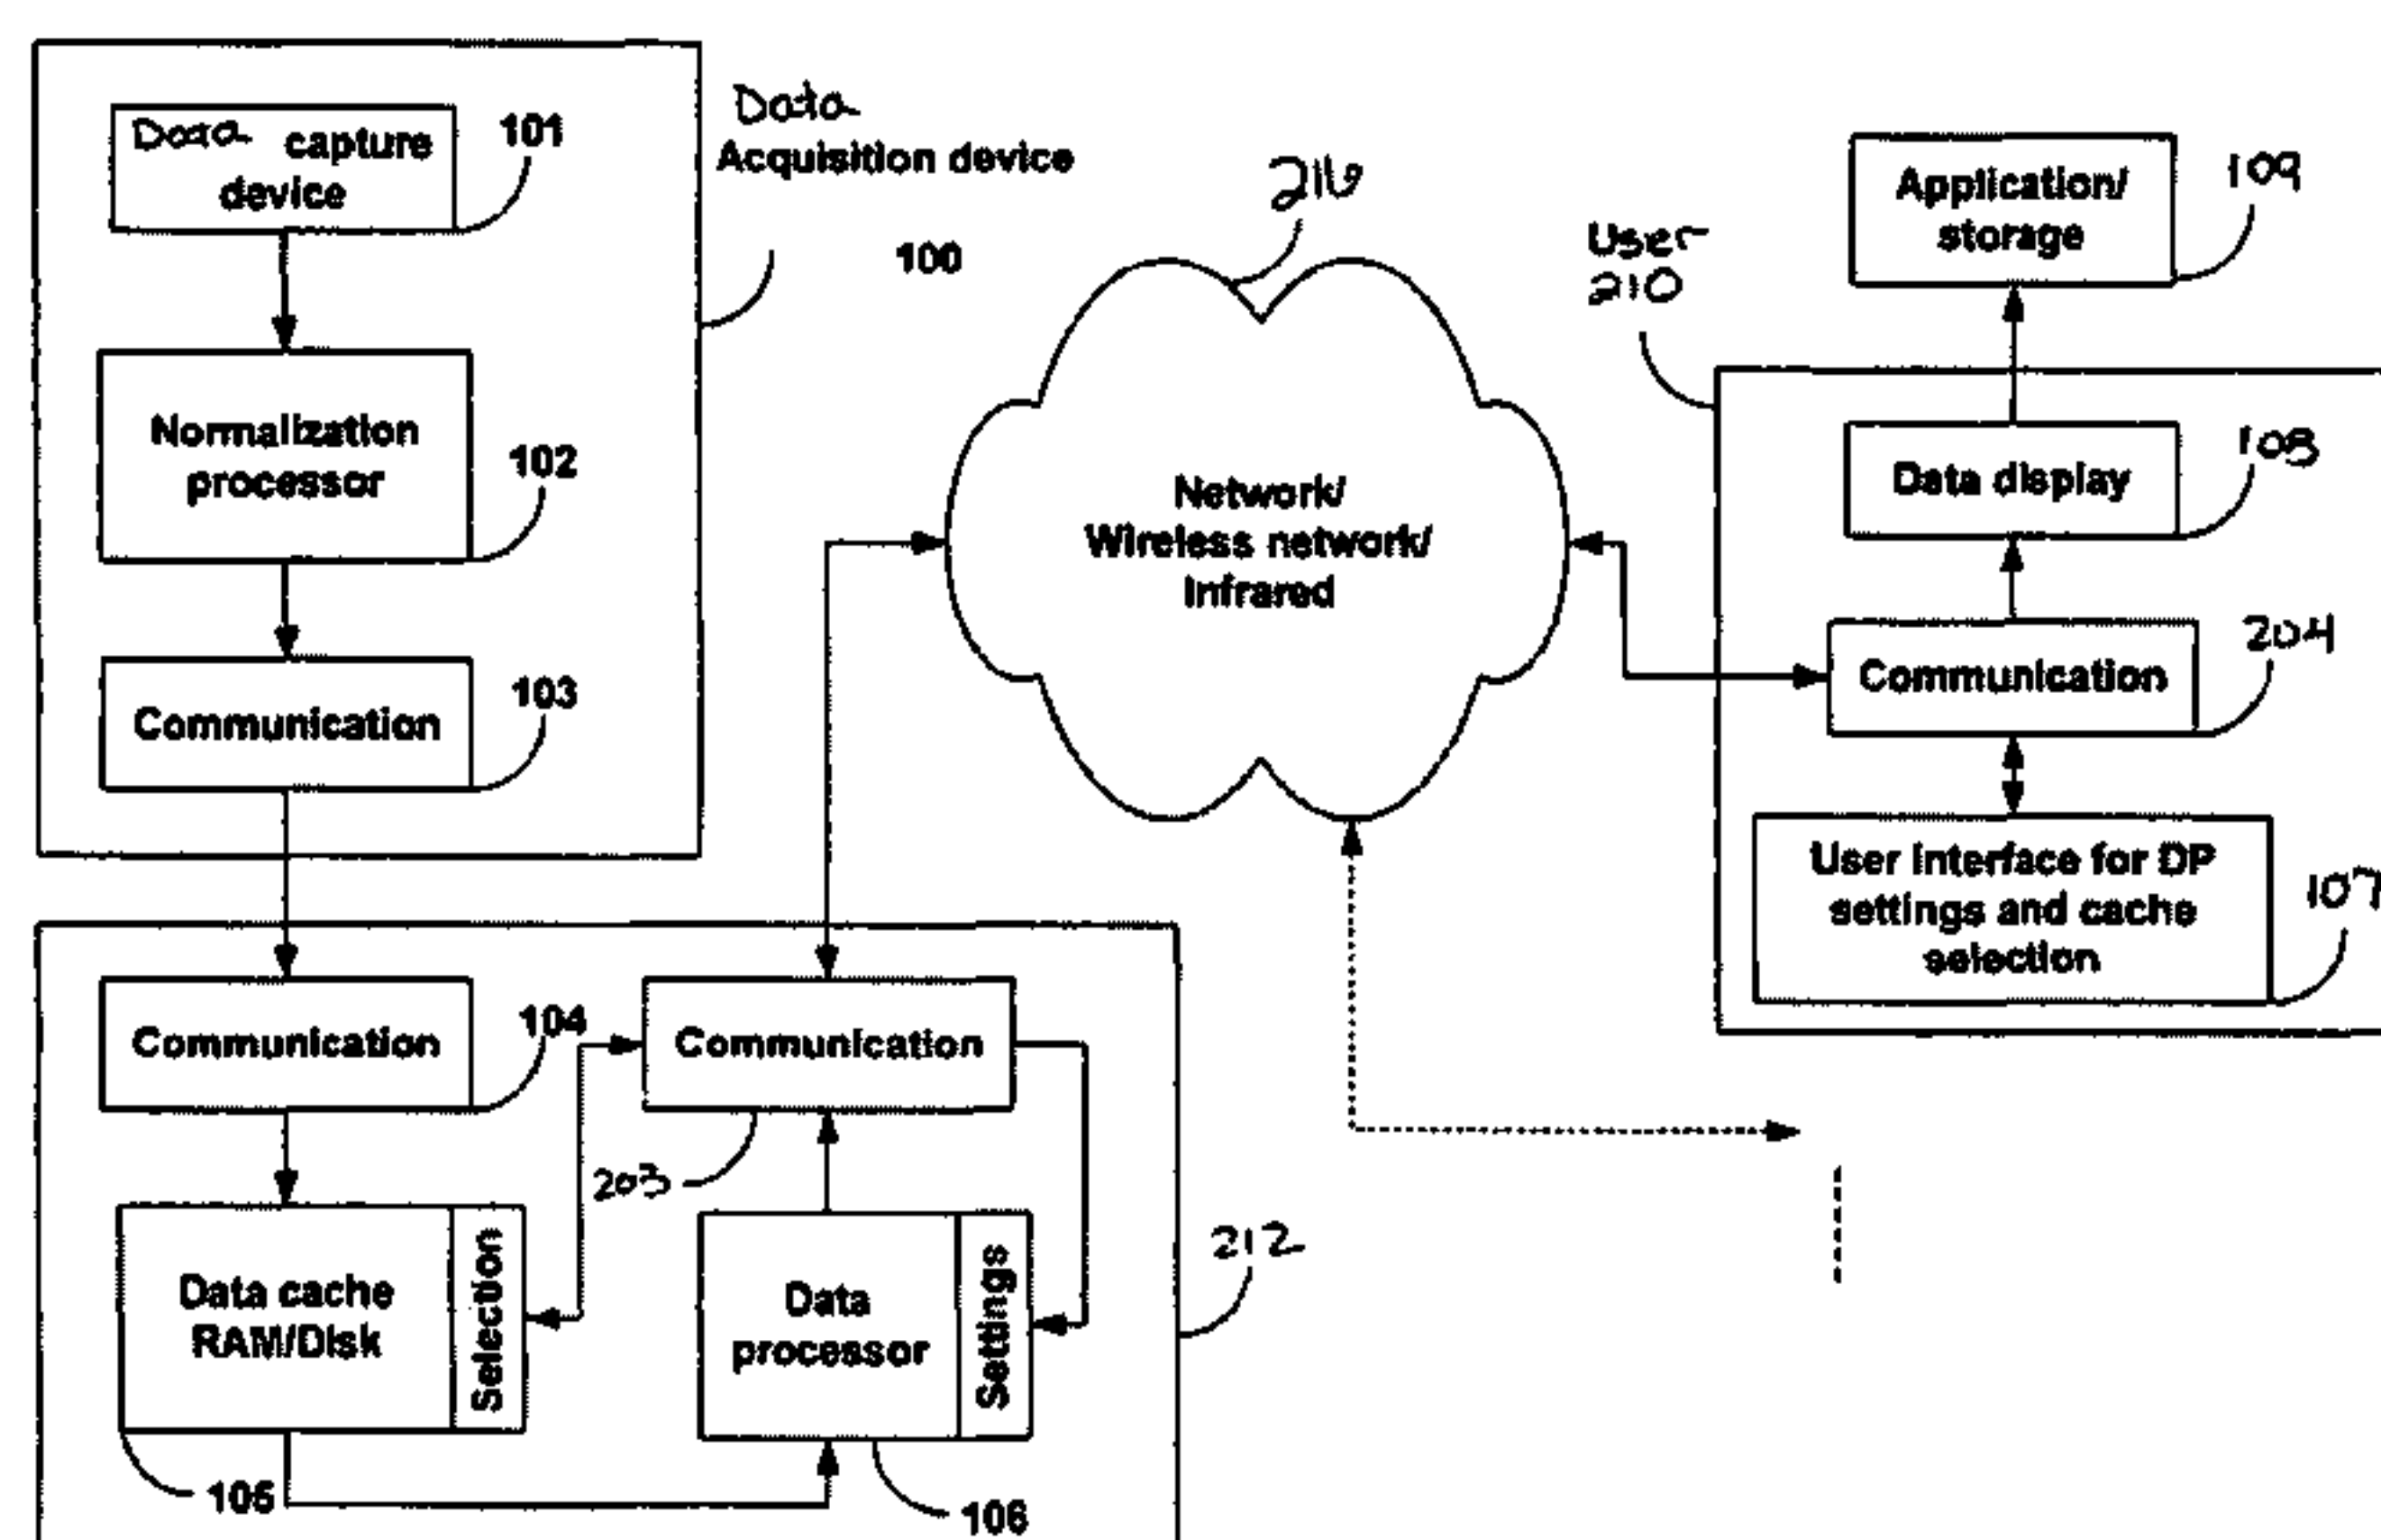 Data capture
device
101
Normalization
processor
102
Communication
103
Data
Acquisition device
100
216
Network/
Wireless network/
Infrared
User
210
Application/
storage
109
Data display
108
Communication
204
User Interface for DP
settings and cache
selection
107
Communication
104
Communication
203
Data cache
RAM/Disk
Selection
105
Data
processor
Settings
106
212